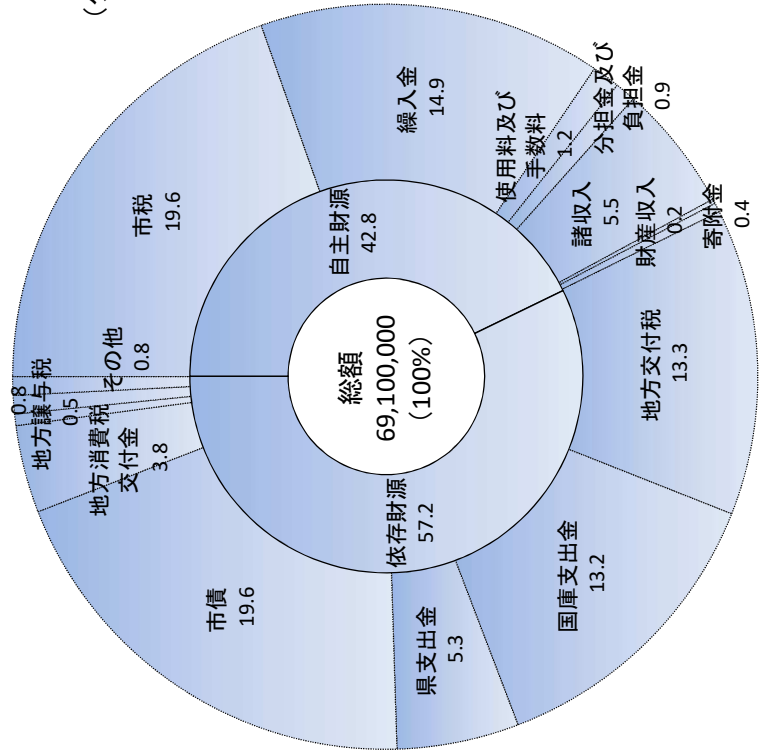 総額
69,100,000
(100%)
自主財源
42.8
依存財源
57.2
市税
19.6
繰入金
14.9
使用料及び
手数料
1.2
分担金及び
負担金
0.9
諸収入
5.5
財産収入
0.2
寄附金
0.4
地方交付税
13.3
国庫支出金
13.2
県支出金
5.3
市債
19.6
地方消費税
交付金
3.8
地方譲与税
0.5
0.8
その他
0.8